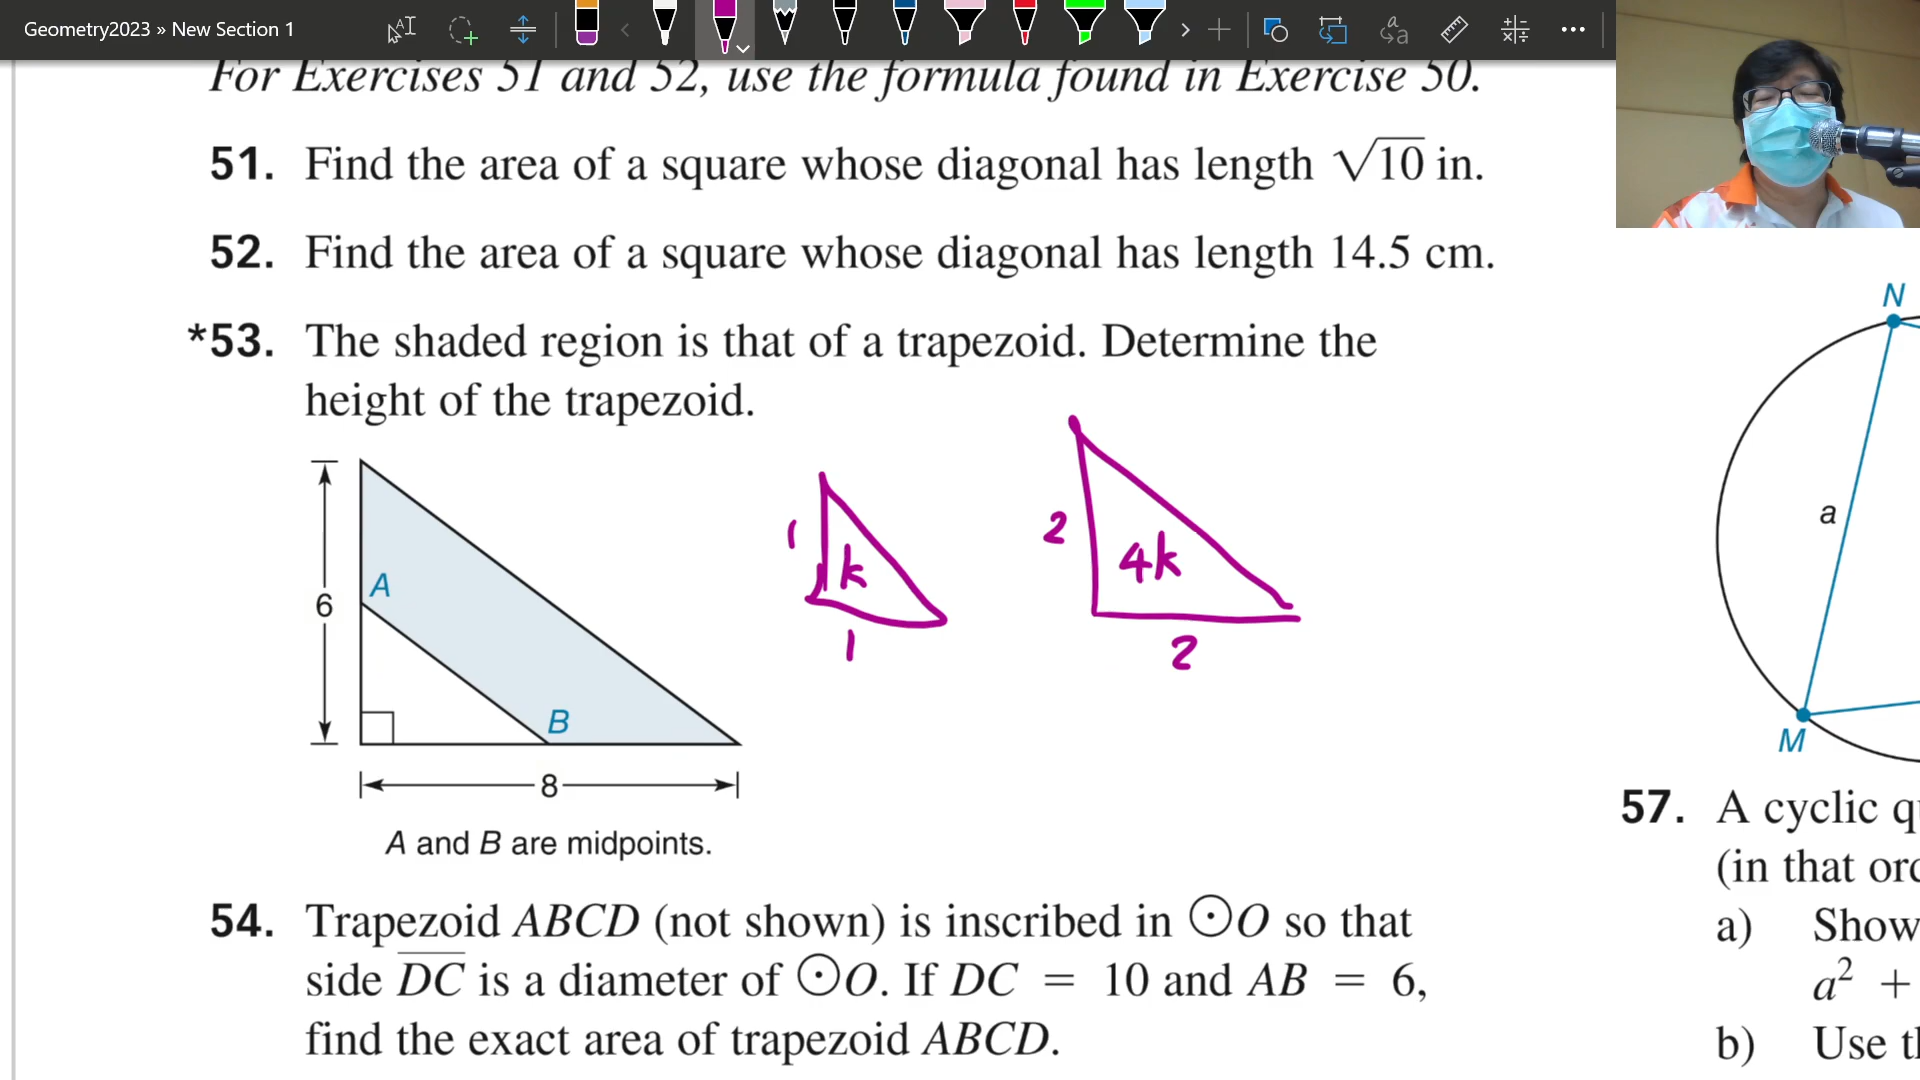 Geometry2023 » New Section 1
For Exercises 51 and 52, use the formula found in Exercise 50.
51. Find the area of a square whose diagonal has length √10 in.
52. Find the area of a square whose diagonal has length 14.5 cm.
*53. The shaded region is that of a trapezoid. Determine the
height of the trapezoid.
6
A
B
8
A and B are midpoints.
1
k
1
2
4k
2
54. Trapezoid ABCD (not shown) is inscribed in ⊙O so that
side DC is a diameter of ⊙O. If DC = 10 and AB = 6,
find the exact area of trapezoid ABCD.
N
a
M
57. A cyclic
(in that
a) Show
a² +
b) Use